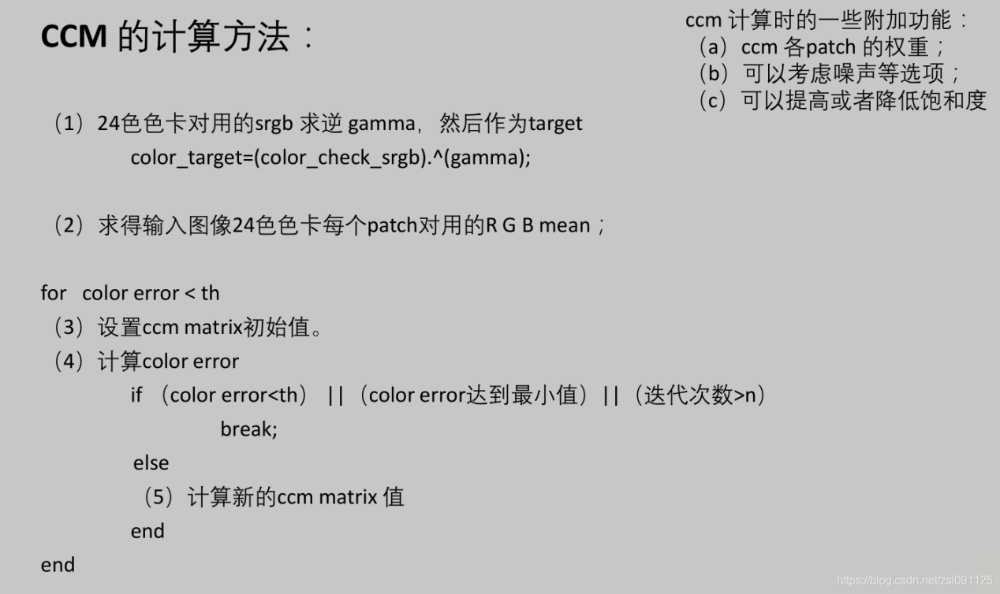 CCM 的计算方法：
ccm 计算时的一些附加功能：
（a）ccm 各patch 的权重；
（b）可以考虑噪声等选项；
（c）可以提高或者降低饱和度
（1）24色色卡对用的srgb 求逆 gamma， 然后作为target
color_target=(color_check_srgb).^(gamma);
（2）求得输入图像24色色卡每个patch对用的R G B mean；
for color error < th
（3）设置ccm matrix初始值。
（4）计算color error
if （color error<th） ||（color error达到最小值）||（迭代次数>n）
break;
else
（5）计算新的ccm matrix 值
end
end
https://blog.csdn.net/zsl091125